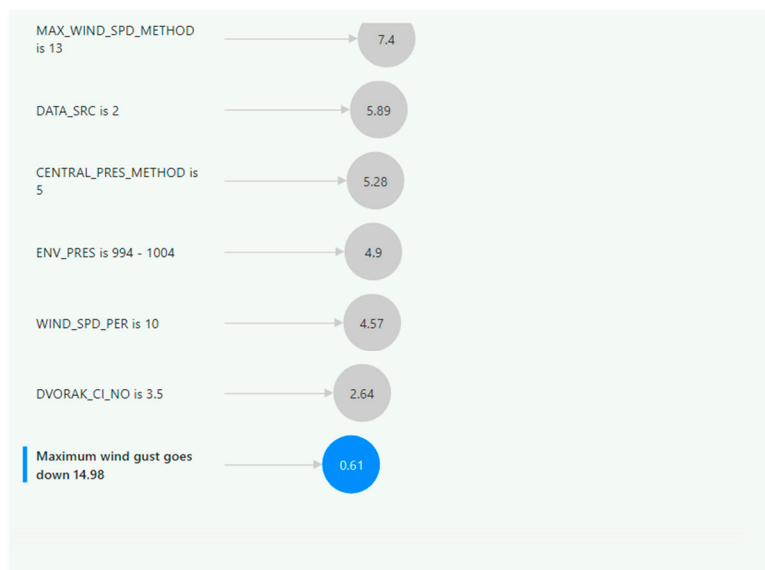 MAX_WIND_SPD_METHOD
is 13
7.4
DATA_SRC is 2
5.89
CENTRAL_PRES_METHOD is
5
5.28
ENV_PRES is 994 - 1004
4.9
WIND_SPD_PER is 10
4.57
DVORAK_CI_NO is 3.5
2.64
Maximum wind gust goes
down 14.98
0.61